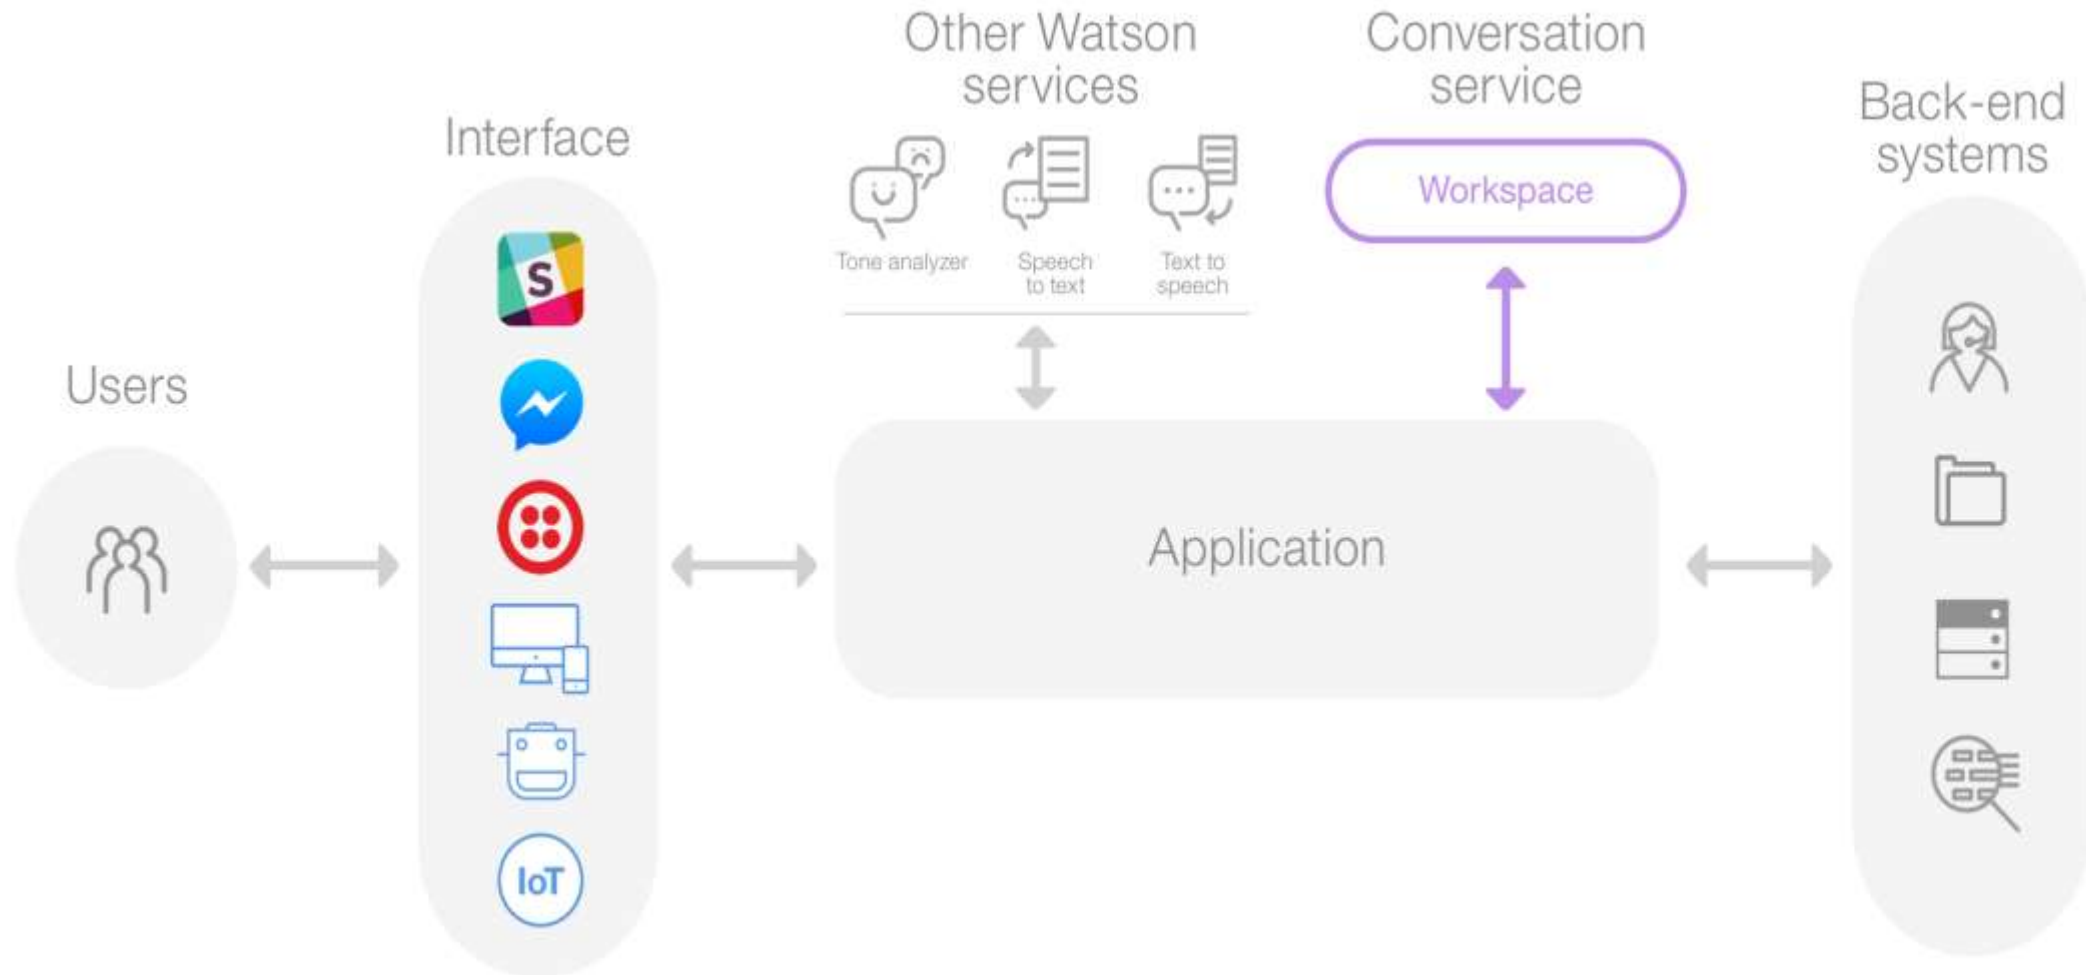 Other Watson
services
Conversation
service
Back-end
systems
Interface
Workspace
Tone analyzer
Speech
to text
Text to
speech
S
Users
Application
IoT